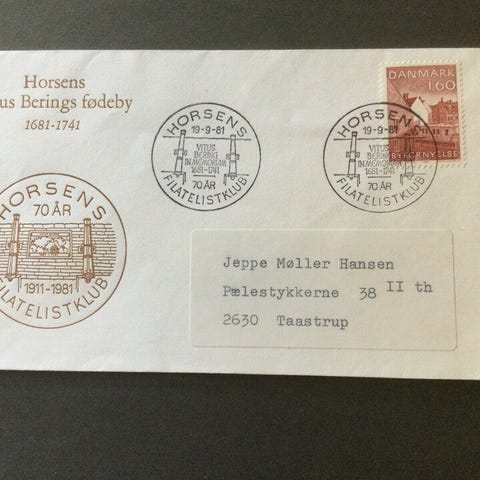 Horsens
us Berings fødeby
1681-1741
HORSENS
19-9-81
VITUS
BERING
IN MEMORIAM
1681-1741
70 ÅR
FILATELISTKLUB
HORSENS
19-9-81
VITUS
BERING
IN MEMORIAM
1681-1741
70 ÅR
FILATELISTKLUB
DANMARK
1.60
BYFORNYELSE
HORSENS
70 ÅR
1911-1981
FILATELISTKLUB
Jeppe Møller Hansen
Pælestykkerne 38 II th
2630 Taastrup